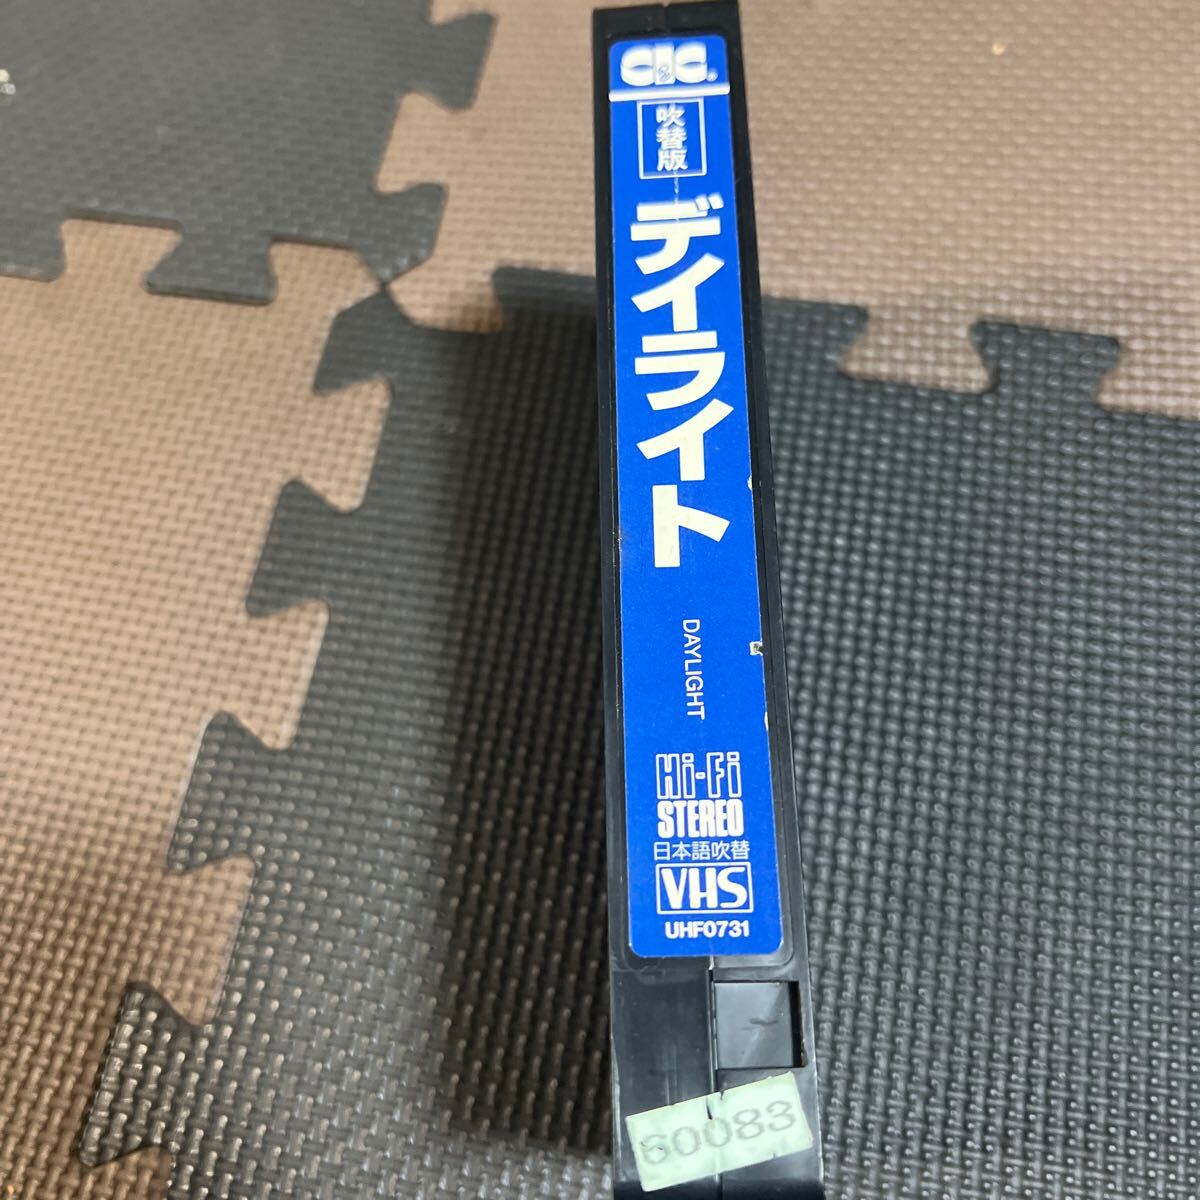 CIC
吹替版
デイライト
DAYLIGHT
Hi-Fi
STEREO
日本語吹替
VHS
UHF0731
60083